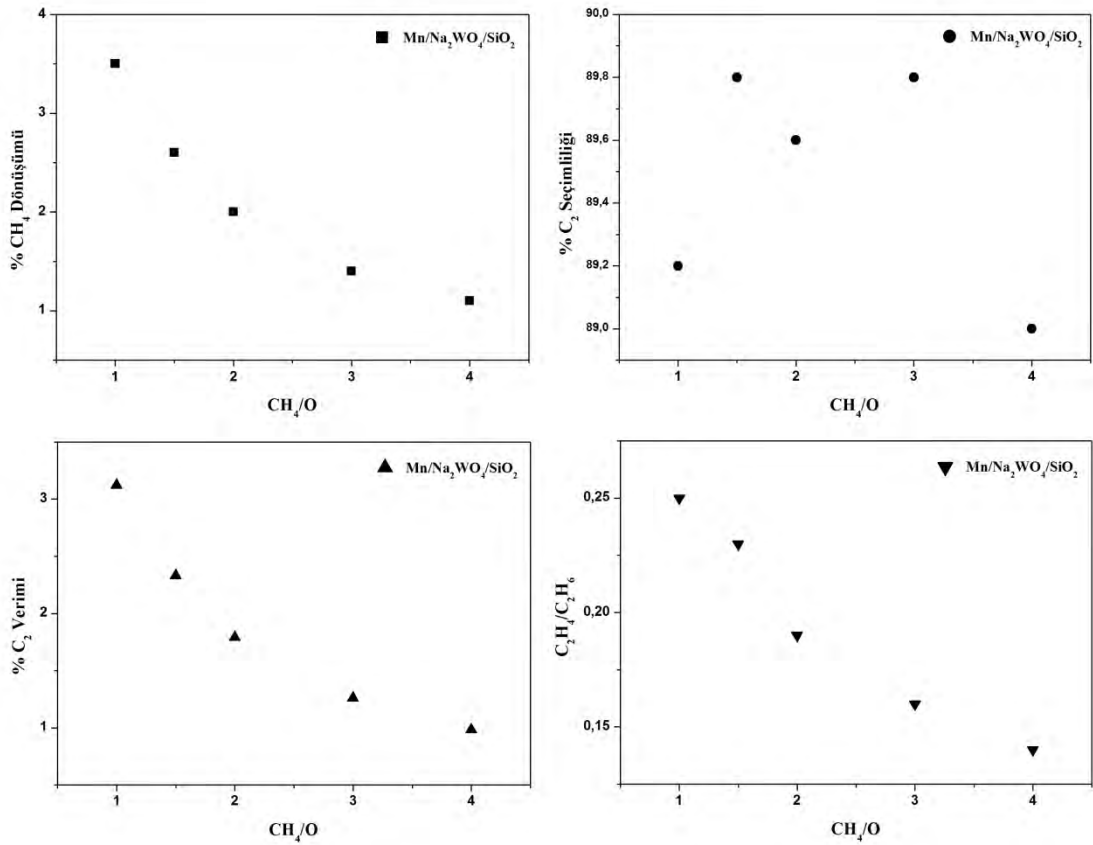 4
3
2
1
% CH₄ Dönüşümü
Mn/Na₂WO₄/SiO₂
1 2 3 4
CH₄/O
90,0
89,8
89,6
89,4
89,2
89,0
% C₂ Seçimliliği
Mn/Na₂WO₄/SiO₂
1 2 3 4
CH₄/O
3
2
1
% C₂ Verimi
Mn/Na₂WO₄/SiO₂
1 2 3 4
CH₄/O
0,25
0,20
0,15
C₂H₄/C₂H₆
Mn/Na₂WO₄/SiO₂
1 2 3 4
CH₄/O